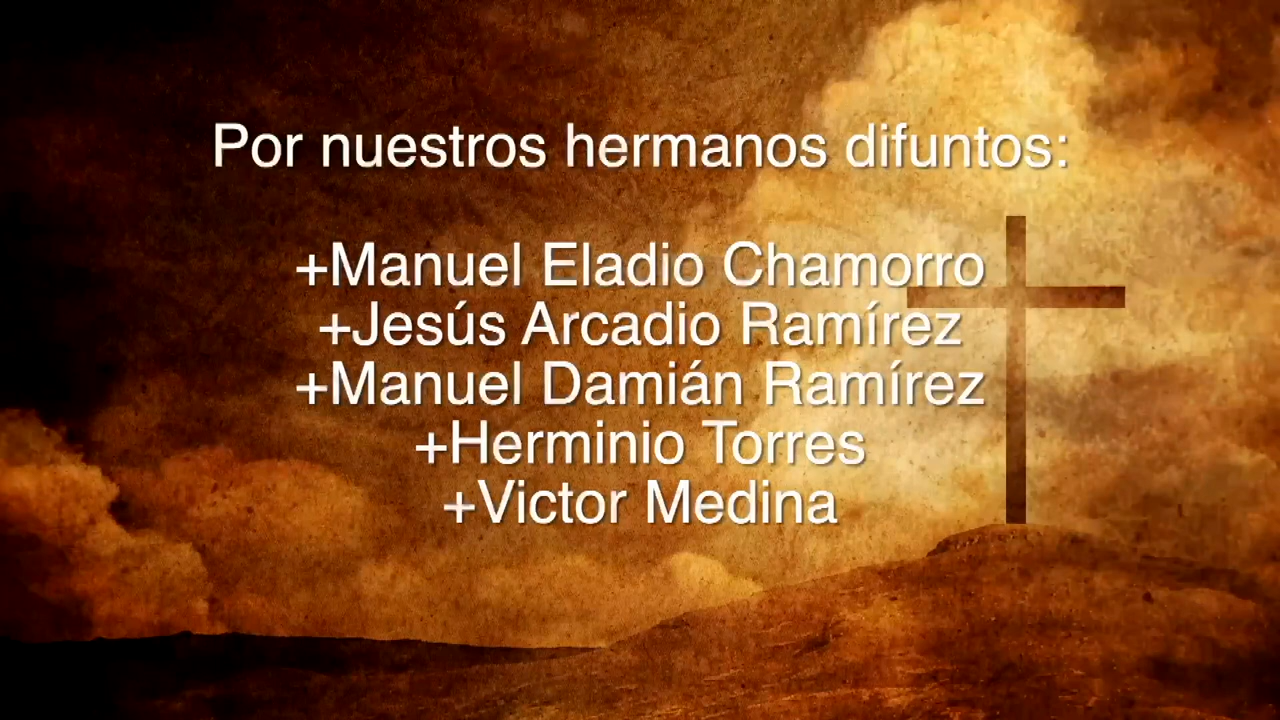 Por nuestros hermanos difuntos:
+Manuel Eladio Chamorro
+Jesús Arcadio Ramírez
+Manuel Damián Ramírez
+Herminio Torres
+Victor Medina